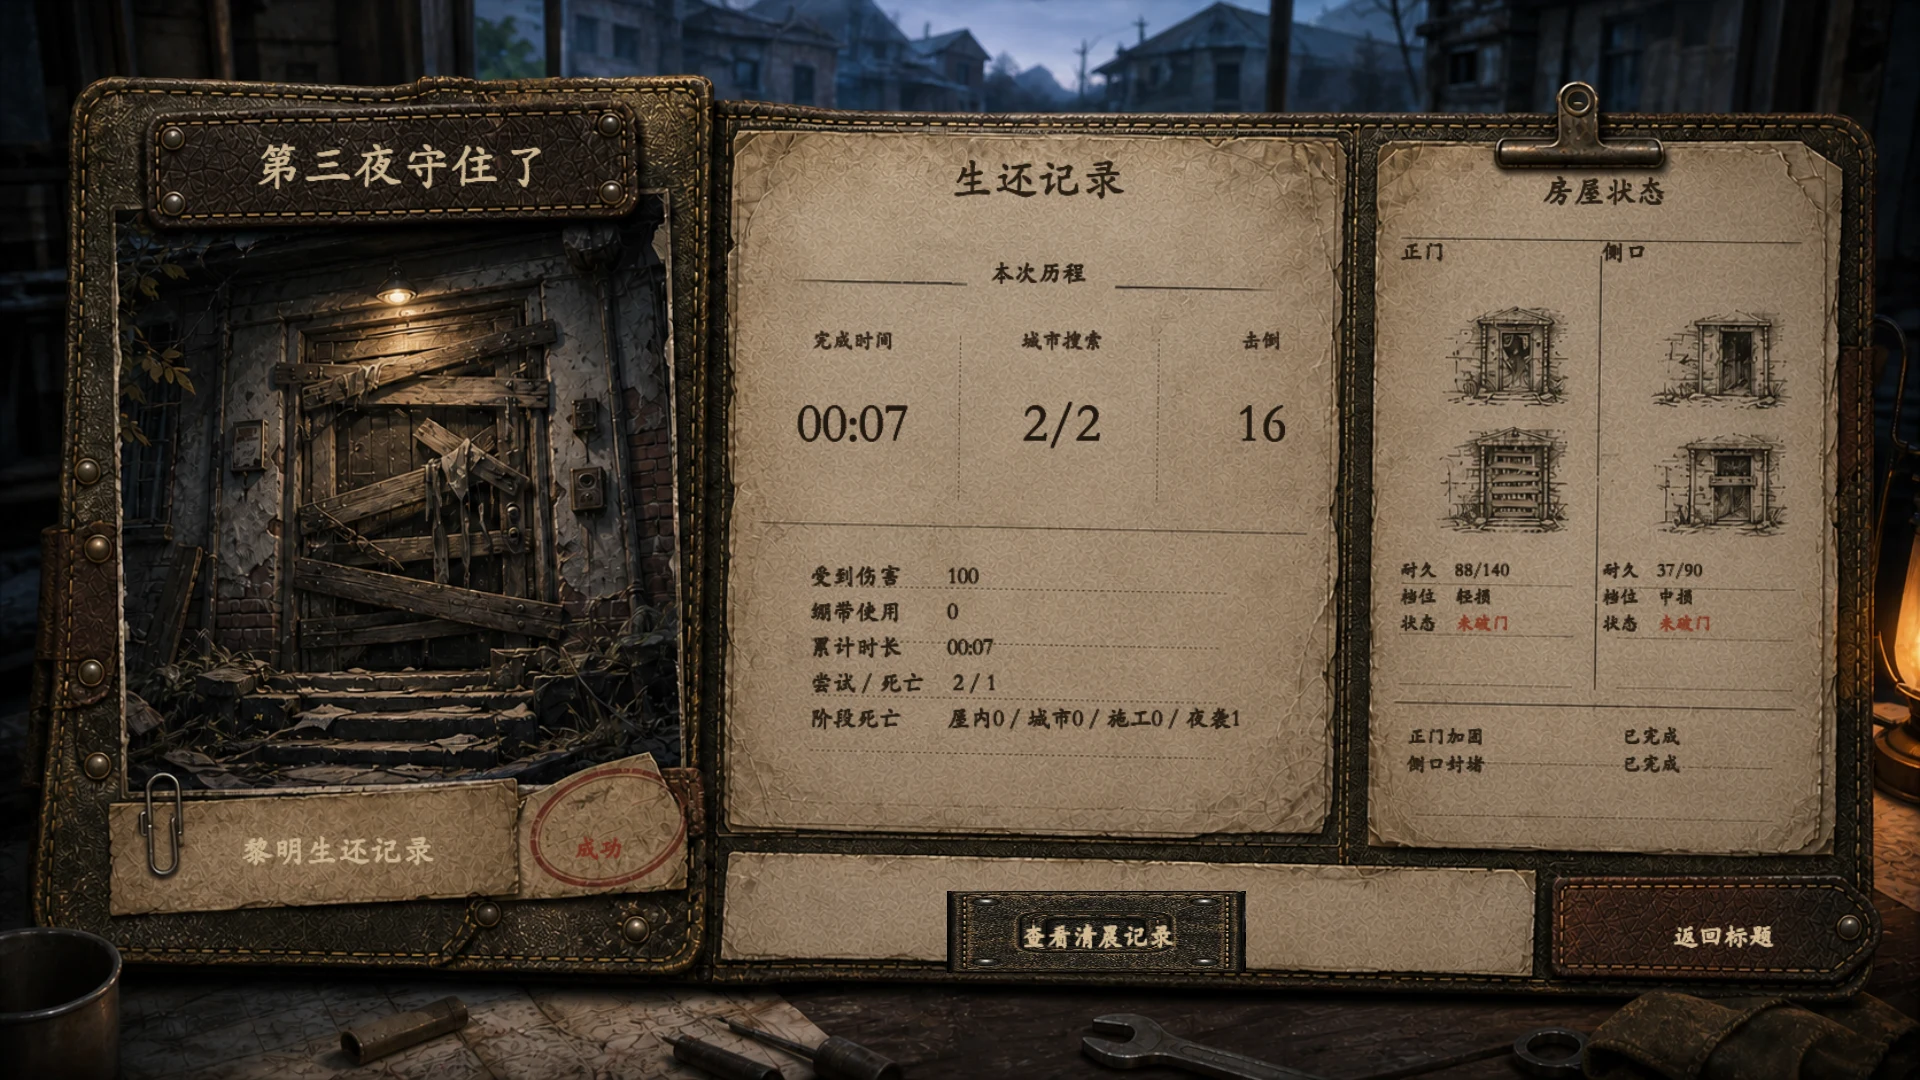 第三夜守住了
黎明生还记录
成功
生还记录
本次历程
完成时间 城市搜索 击倒
00:07 2/2 16
受到伤害 100
绷带使用 0
累计时长 00:07
尝试 / 死亡 2 / 1
阶段死亡 屋内0 / 城市0 / 施工0 / 夜袭1
查看清晨记录
房屋状态
正门 侧口
耐久 88/140 耐久 37/90
档位 轻损 档位 中损
状态 未破门 状态 未破门
正门加固 已完成
侧口封堵 已完成
返回标题